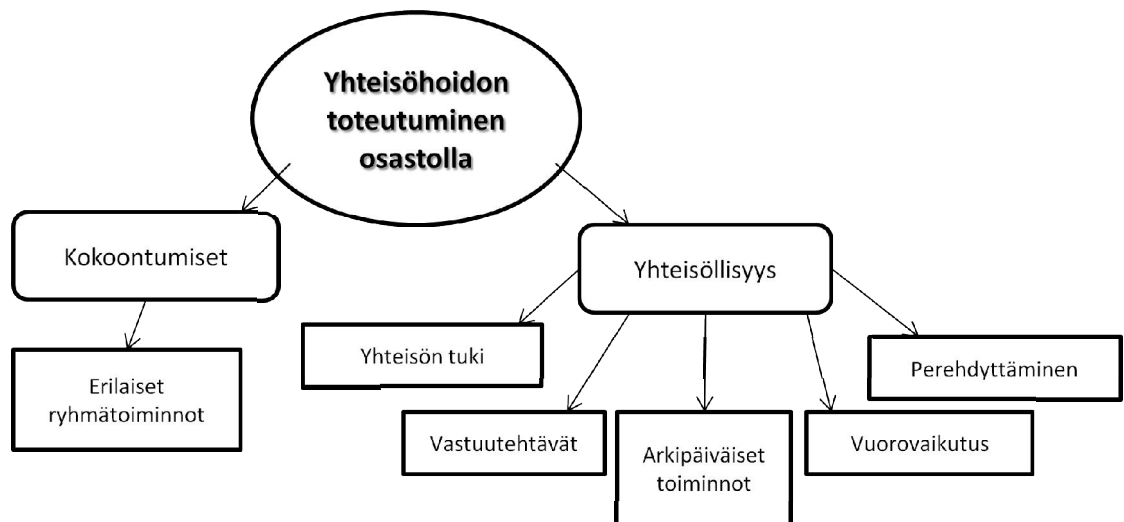 Yhteisöhoidon
toteutuminen
osastolla
Kokoontumiset
Yhteisöllisyys
Erilaiset
ryhmätoiminnot
Yhteisön tuki
Perehdyttäminen
Vastuutehtävät
Arkipäiväiset
toiminnot
Vuorovaikutus